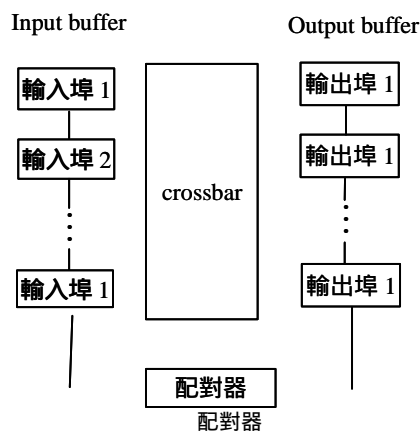 Input buffer
Output buffer
輸入埠 1
輸入埠 2
輸入埠 1
crossbar
輸出埠 1
輸出埠 1
輸出埠 1
配對器
配對器